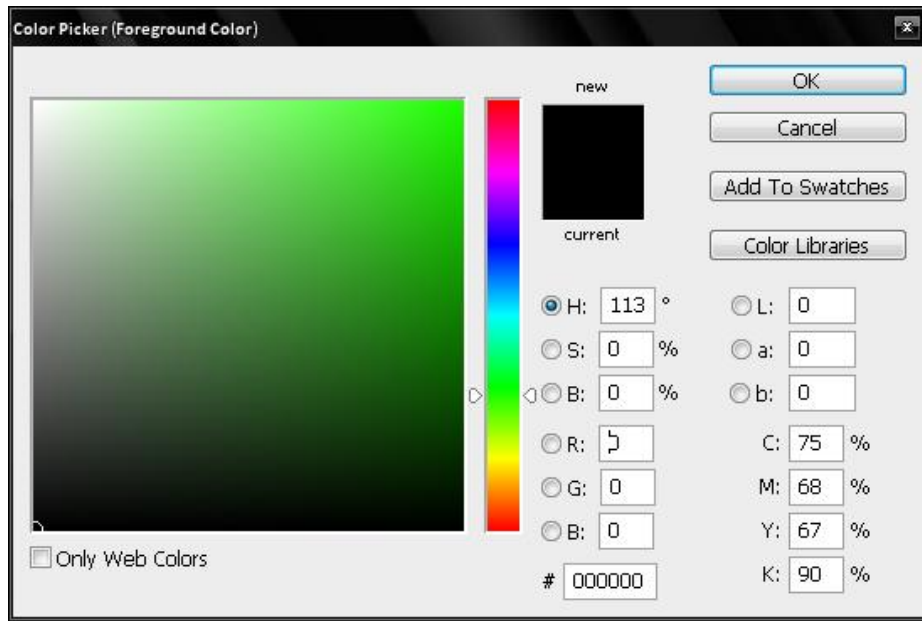 Color Picker (Foreground Color)
new
current
OK
Cancel
Add To Swatches
Color Libraries
H: 113 °
S: 0 %
B: 0 %
R:
G: 0
B: 0
# 000000
L: 0
a: 0
b: 0
C: 75 %
M: 68 %
Y: 67 %
K: 90 %
Only Web Colors